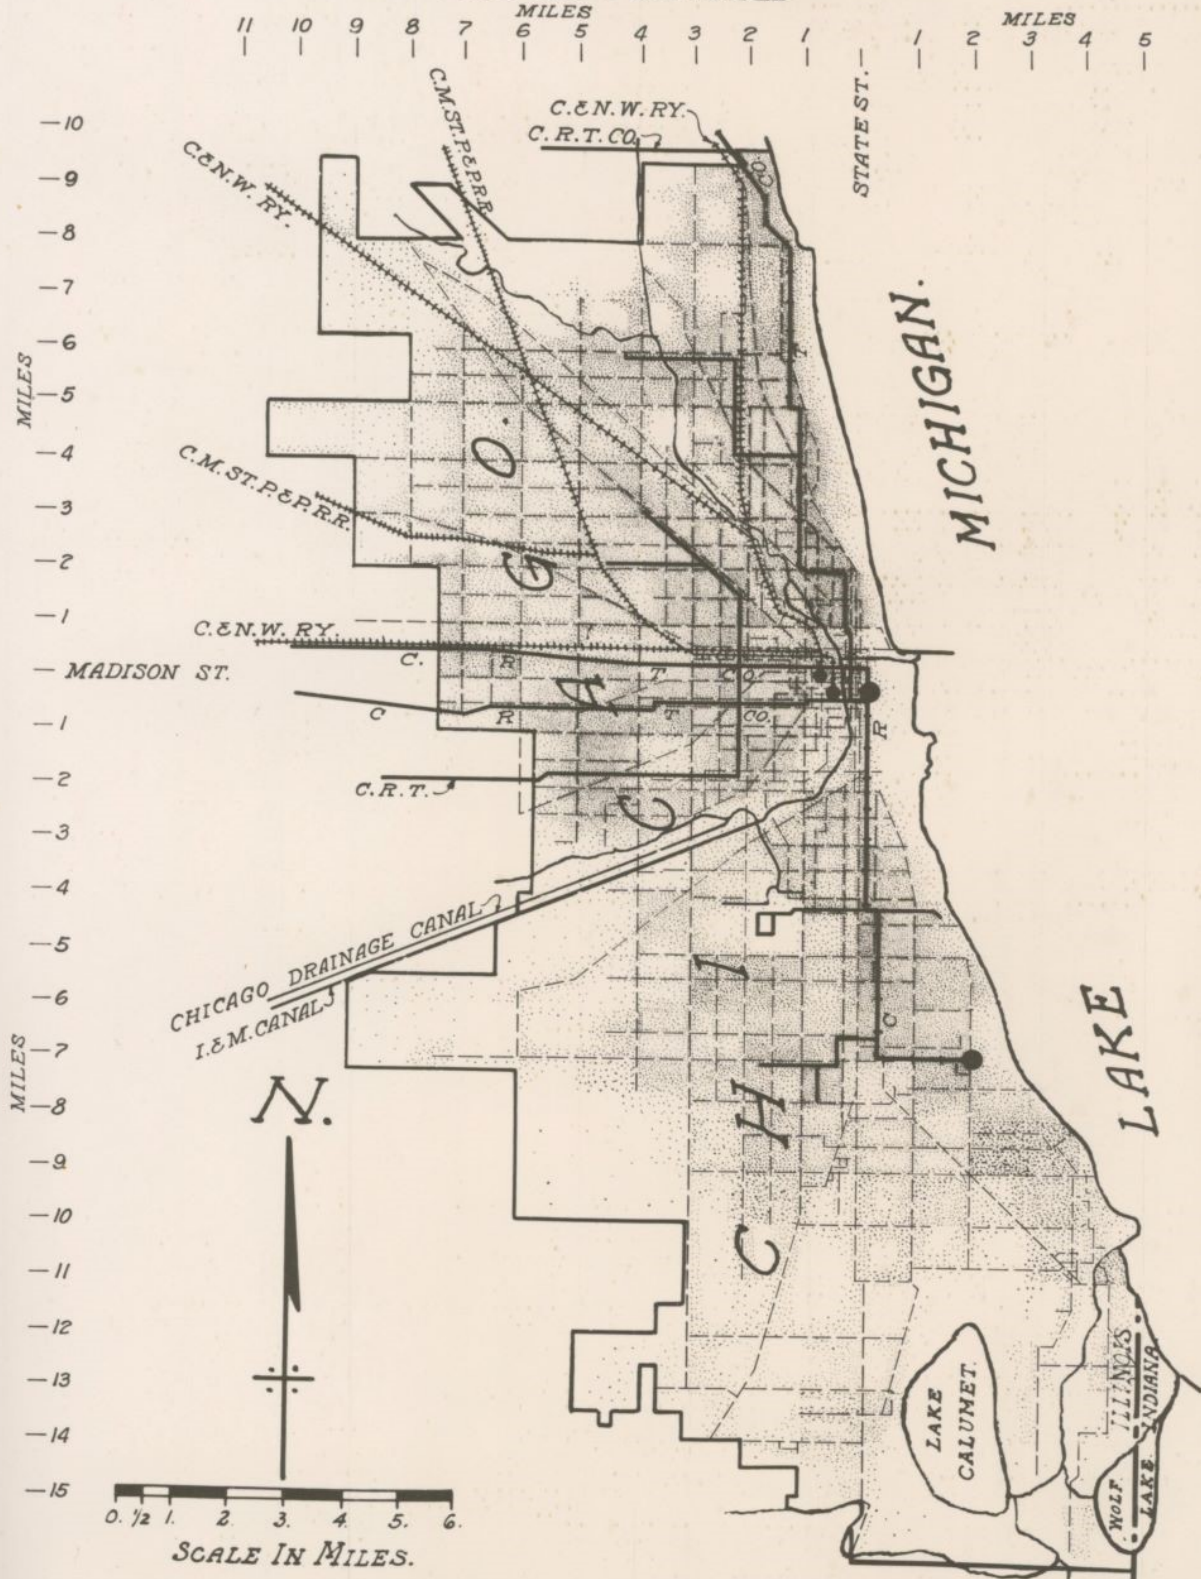 MILES
MILES
11 10 9 8 7 6 5 4 3 2 1 1 2 3 4 5
STATE ST.
C.&N.W. RY.
C.R.T. CO.
C.M.ST.P.&P.R.R.
C.&N.W. RY.
CO.
MILES
—10
—9
—8
—7
—6
—5
—4
—3
—2
—1
—
—1
—2
—3
—4
—5
—6
—7
—8
—9
—10
—11
—12
—13
—14
—15
MILES
C.M.ST.P.&P.R.R.
C.&N.W. RY.
MADISON ST.
C. R T CO.
C R T CO.
C.R.T.
T
R
C
CHICAGO DRAINAGE CANAL
I.&M.CANAL
CHICAGO.
LAKE MICHIGAN.
N.
LAKE
CALUMET.
ILLINOIS
INDIANA
WOLF LAKE
0. 1/2 1. 2. 3. 4. 5. 6.
SCALE IN MILES.